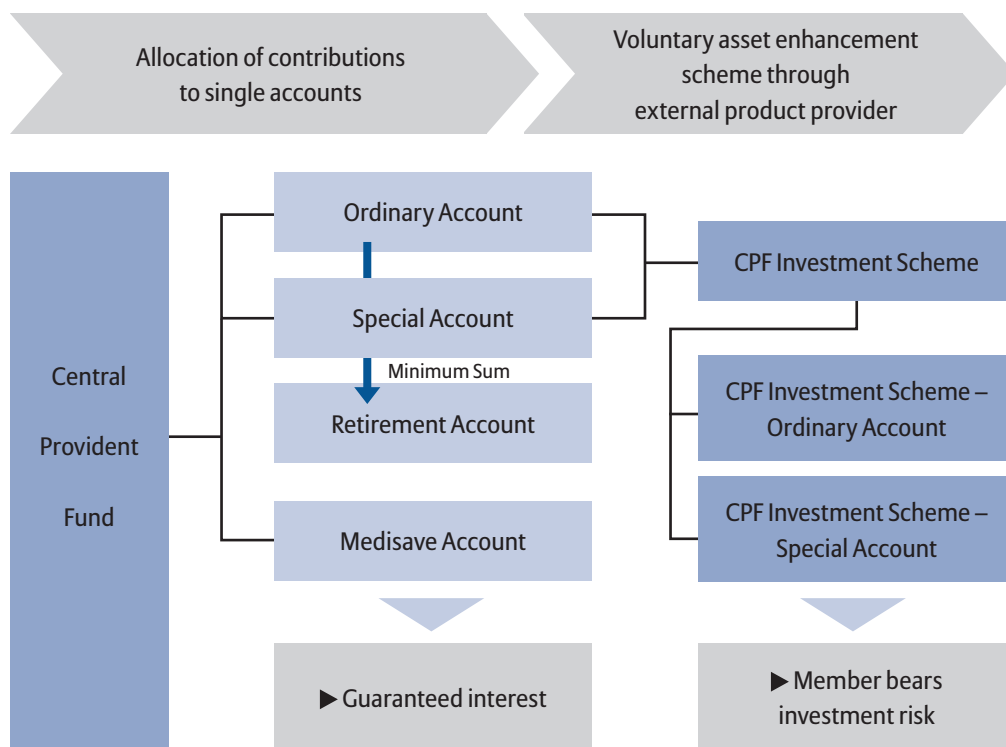 Allocation of contributions
to single accounts
Voluntary asset enhancement
scheme through
external product provider
Central
Provident
Fund
Ordinary Account
Special Account
Minimum Sum
Retirement Account
Medisave Account
▶ Guaranteed interest
CPF Investment Scheme
CPF Investment Scheme –
Ordinary Account
CPF Investment Scheme –
Special Account
▶ Member bears
investment risk